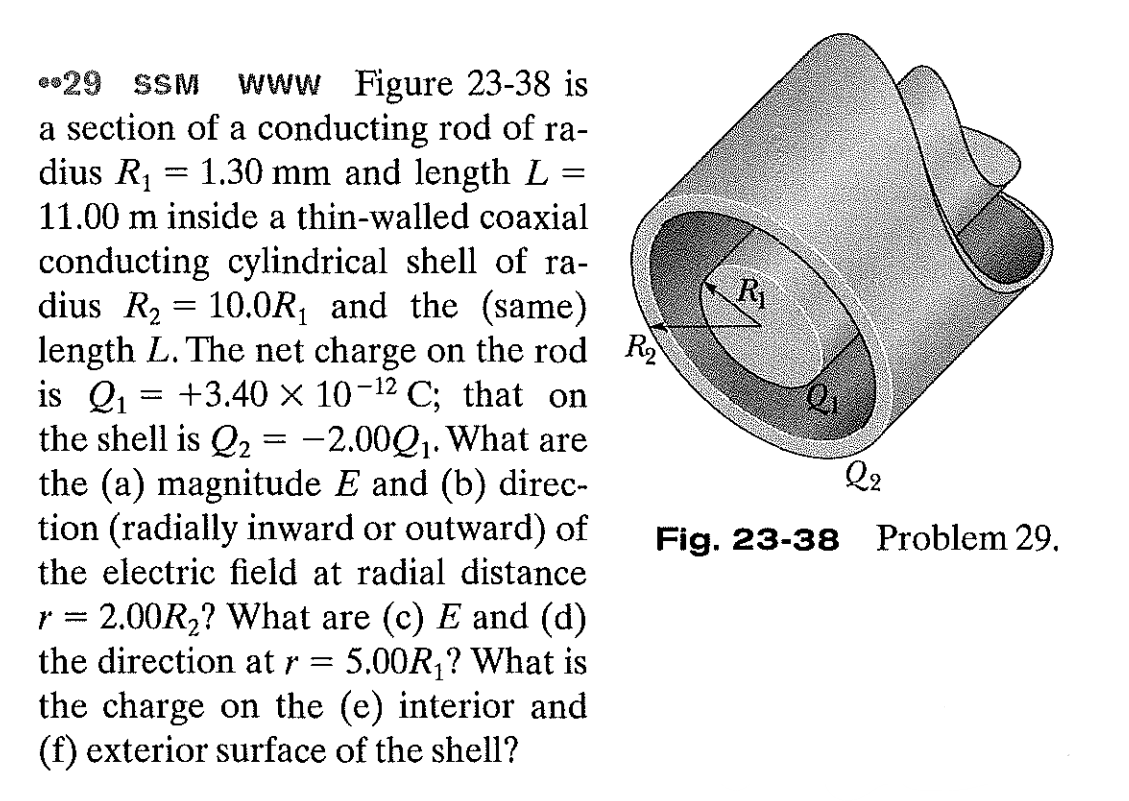 ••29 SSM WWW Figure 23-38 is
a section of a conducting rod of ra-
dius R₁ = 1.30 mm and length L =
11.00 m inside a thin-walled coaxial
conducting cylindrical shell of ra-
dius R₂ = 10.0R₁ and the (same)
length L. The net charge on the rod
is Q₁ = +3.40 × 10⁻¹² C; that on
the shell is Q₂ = −2.00Q₁. What are
the (a) magnitude E and (b) direc-
tion (radially inward or outward) of
the electric field at radial distance
r = 2.00R₂? What are (c) E and (d)
the direction at r = 5.00R₁? What is
the charge on the (e) interior and
(f) exterior surface of the shell?
R₁
R₂
Q₁
Q₂
Fig. 23-38 Problem 29.